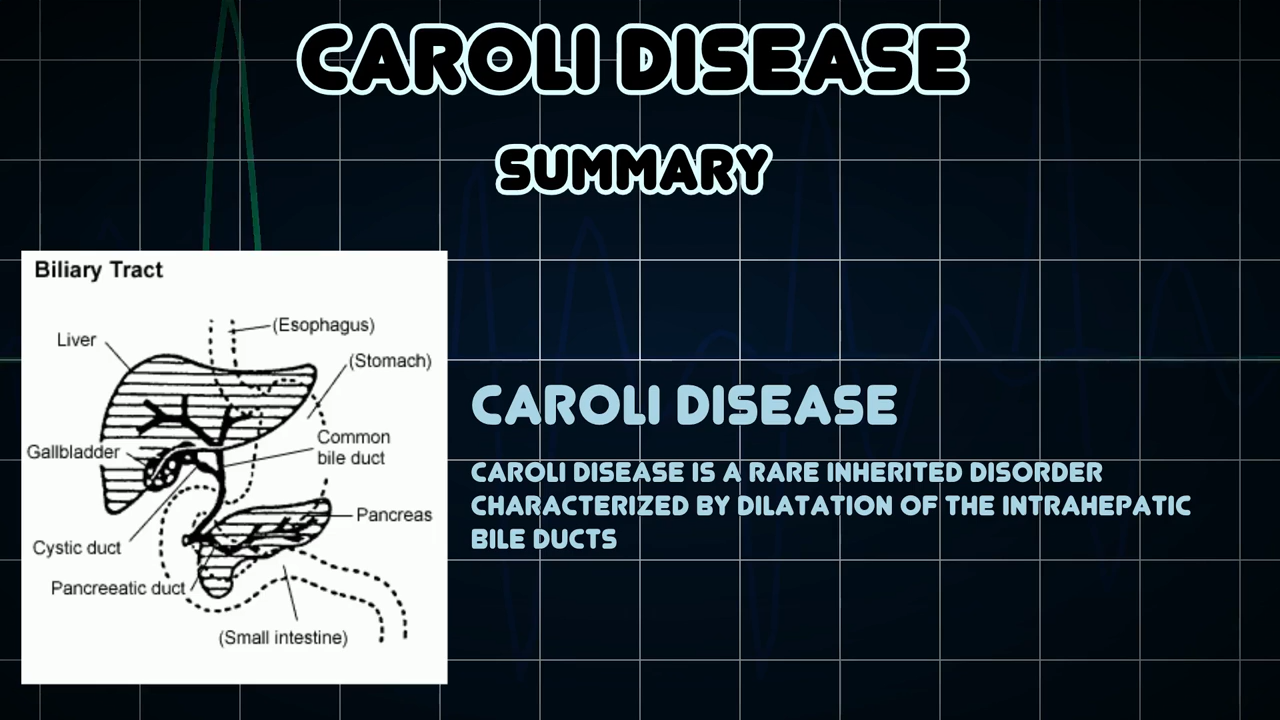 CAROLI DISEASE
SUMMARY
Biliary Tract
(Esophagus)
Liver
(Stomach)
Common
bile duct
Gallbladder
Pancreas
Cystic duct
Pancreeatic duct
(Small intestine)
CAROLI DISEASE
CAROLI DISEASE IS A RARE INHERITED DISORDER
CHARACTERIZED BY DILATATION OF THE INTRAHEPATIC
BILE DUCTS